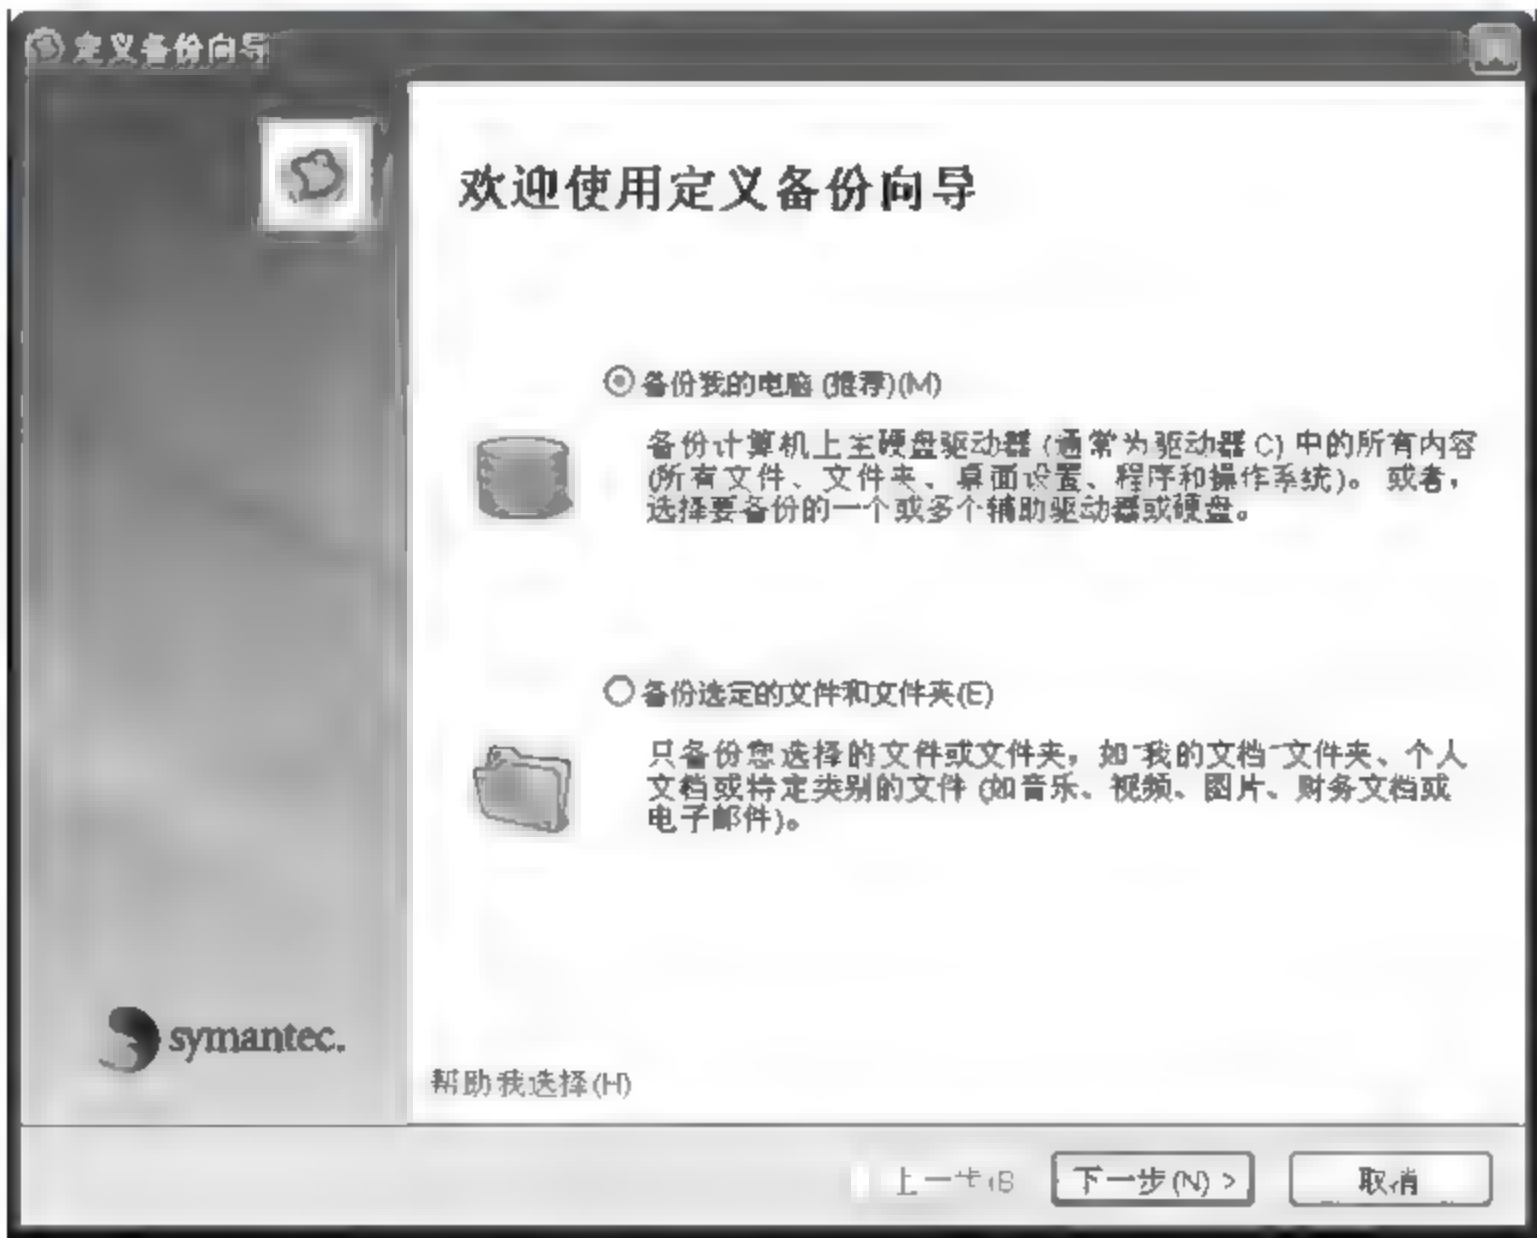 定义备份向导
欢迎使用定义备份向导
备份我的电脑 (推荐)(M)
备份计算机上主硬盘驱动器 (通常为驱动器 C) 中的所有内容
(所有文件、文件夹、桌面设置、程序和操作系统)。 或者，
选择要备份的一个或多个辅助驱动器或硬盘。
备份选定的文件和文件夹(E)
只备份您选择的文件或文件夹，如"我的文档"文件夹、个人
文档或特定类别的文件 (如音乐、视频、图片、财务文档或
电子邮件)。
symantec.
帮助我选择(H)
上一步(B
下一步(N) >
取消